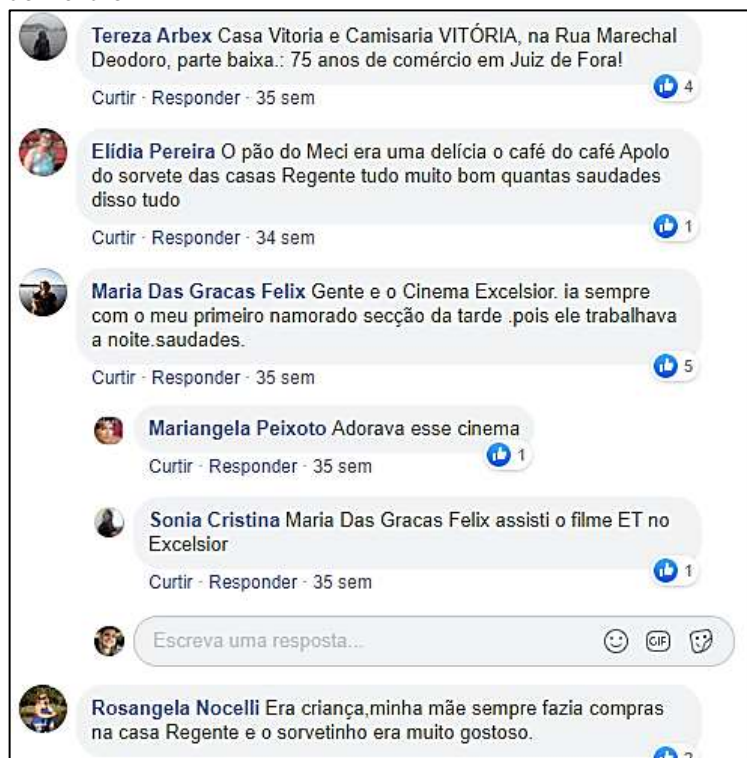 Tereza Arbex Casa Vitoria e Camisaria VITÓRIA, na Rua Marechal
Deodoro, parte baixa.: 75 anos de comércio em Juiz de Fora!
4
Curtir · Responder · 35 sem
Elídia Pereira O pão do Meci era uma delícia o café do café Apolo
do sorvete das casas Regente tudo muito bom quantas saudades
disso tudo
1
Curtir · Responder · 34 sem
Maria Das Gracas Felix Gente e o Cinema Excelsior. ia sempre
com o meu primeiro namorado secção da tarde .pois ele trabalhava
a noite.saudades.
5
Curtir · Responder · 35 sem
Mariangela Peixoto Adorava esse cinema
1
Curtir · Responder · 35 sem
Sonia Cristina Maria Das Gracas Felix assisti o filme ET no
Excelsior
1
Curtir · Responder · 35 sem
Escreva uma resposta...
GIF
Rosangela Nocelli Era criança,minha mãe sempre fazia compras
na casa Regente e o sorvetinho era muito gostoso.